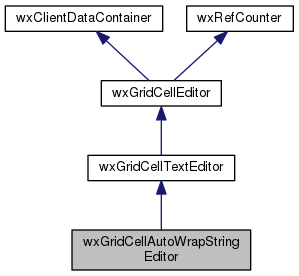 wxClientDataContainer
wxRefCounter
wxGridCellEditor
wxGridCellTextEditor
wxGridCellAutoWrapString
Editor